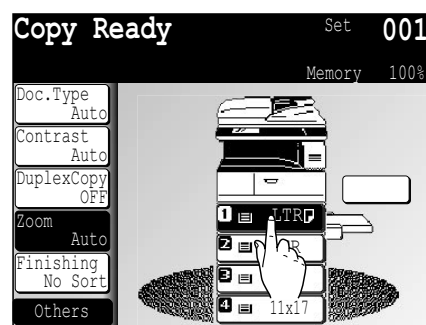 Copy Ready
Set 001
Memory 100%
Doc.Type
Auto
Contrast
Auto
DuplexCopy
OFF
Zoom
Auto
Finishing
No Sort
Others
1 LTR
2
3
4 11x17